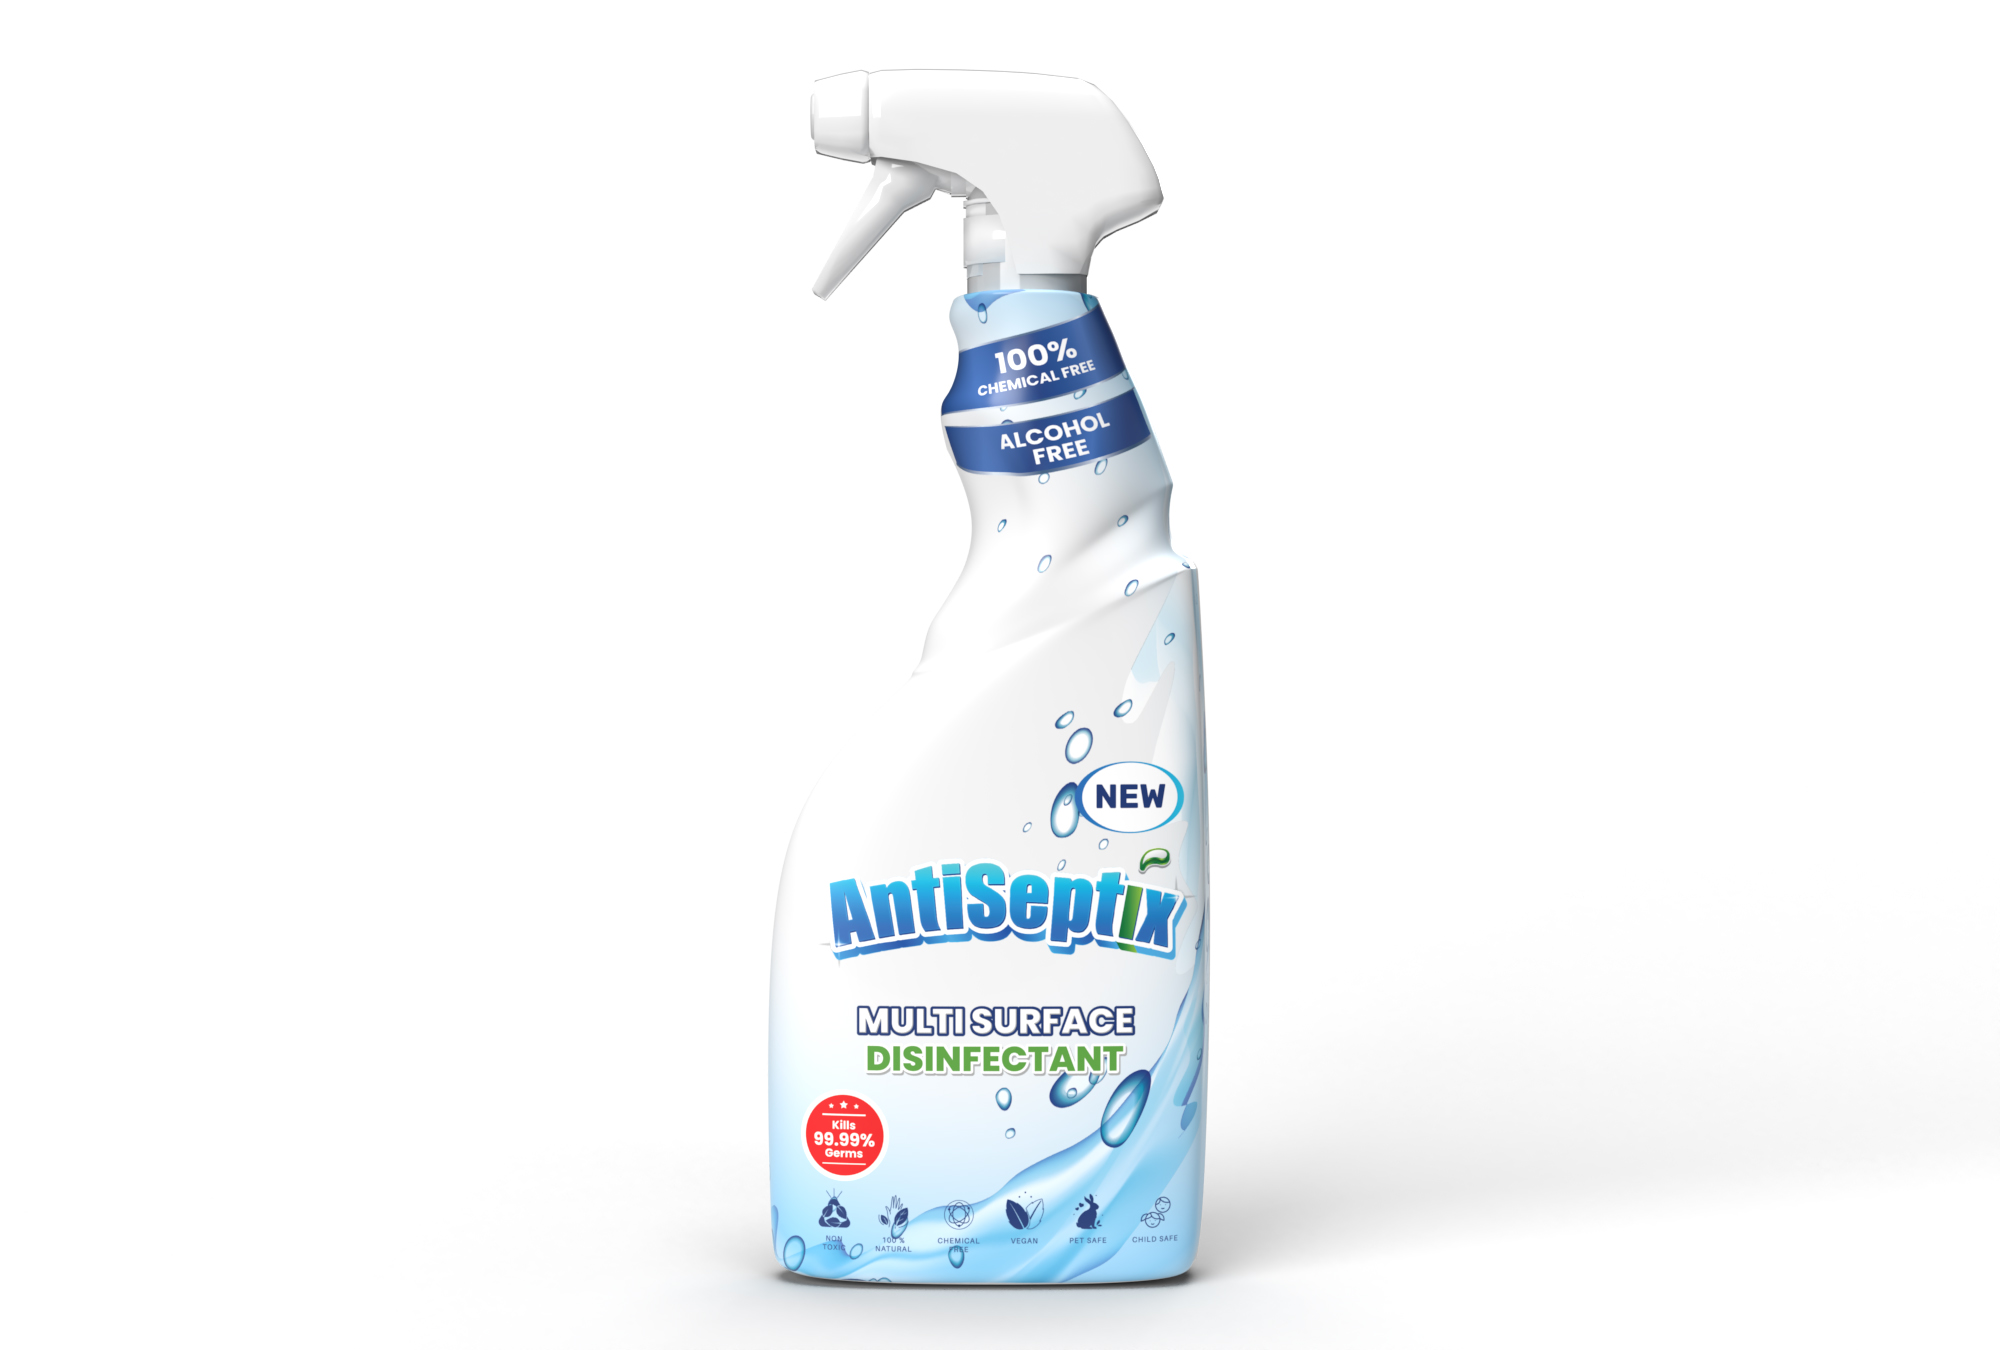 100%
CHEMICAL FREE
ALCOHOL
FREE
NEW
AntiSeptix
MULTI SURFACE
DISINFECTANT
Kills
99.99%
Germs
NON
TOXIC
100 %
NATURAL
CHEMICAL
FREE
VEGAN
PET SAFE
CHILD SAFE